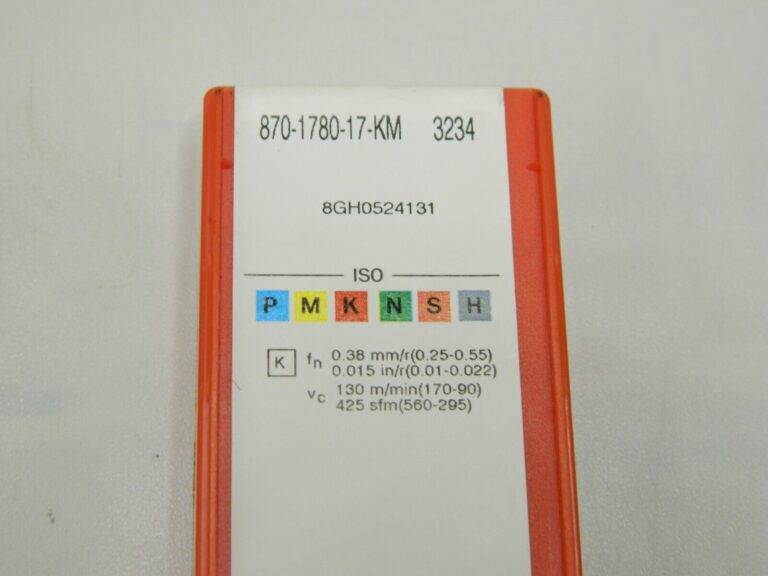 870-1780-17-KM 3234
8GH0524131
ISO
P M K N S H
K fn 0.38 mm/r(0.25-0.55)
0.015 in/r(0.01-0.022)
vc 130 m/min(170-90)
425 sfm(560-295)